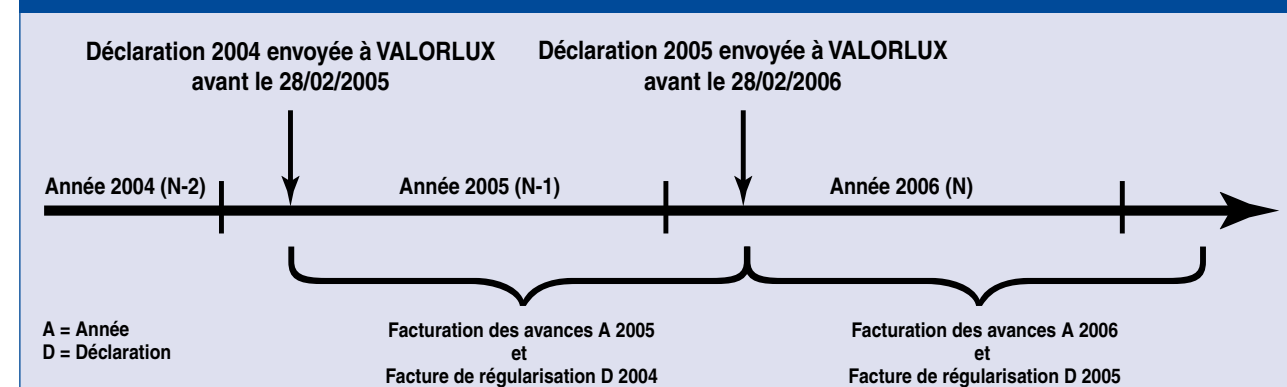 Déclaration 2004 envoyée à VALORLUX
avant le 28/02/2005
Déclaration 2005 envoyée à VALORLUX
avant le 28/02/2006
Année 2004 (N-2)
Année 2005 (N-1)
Année 2006 (N)
A = Année
D = Déclaration
Facturation des avances A 2005
et
Facture de régularisation D 2004
Facturation des avances A 2006
et
Facture de régularisation D 2005